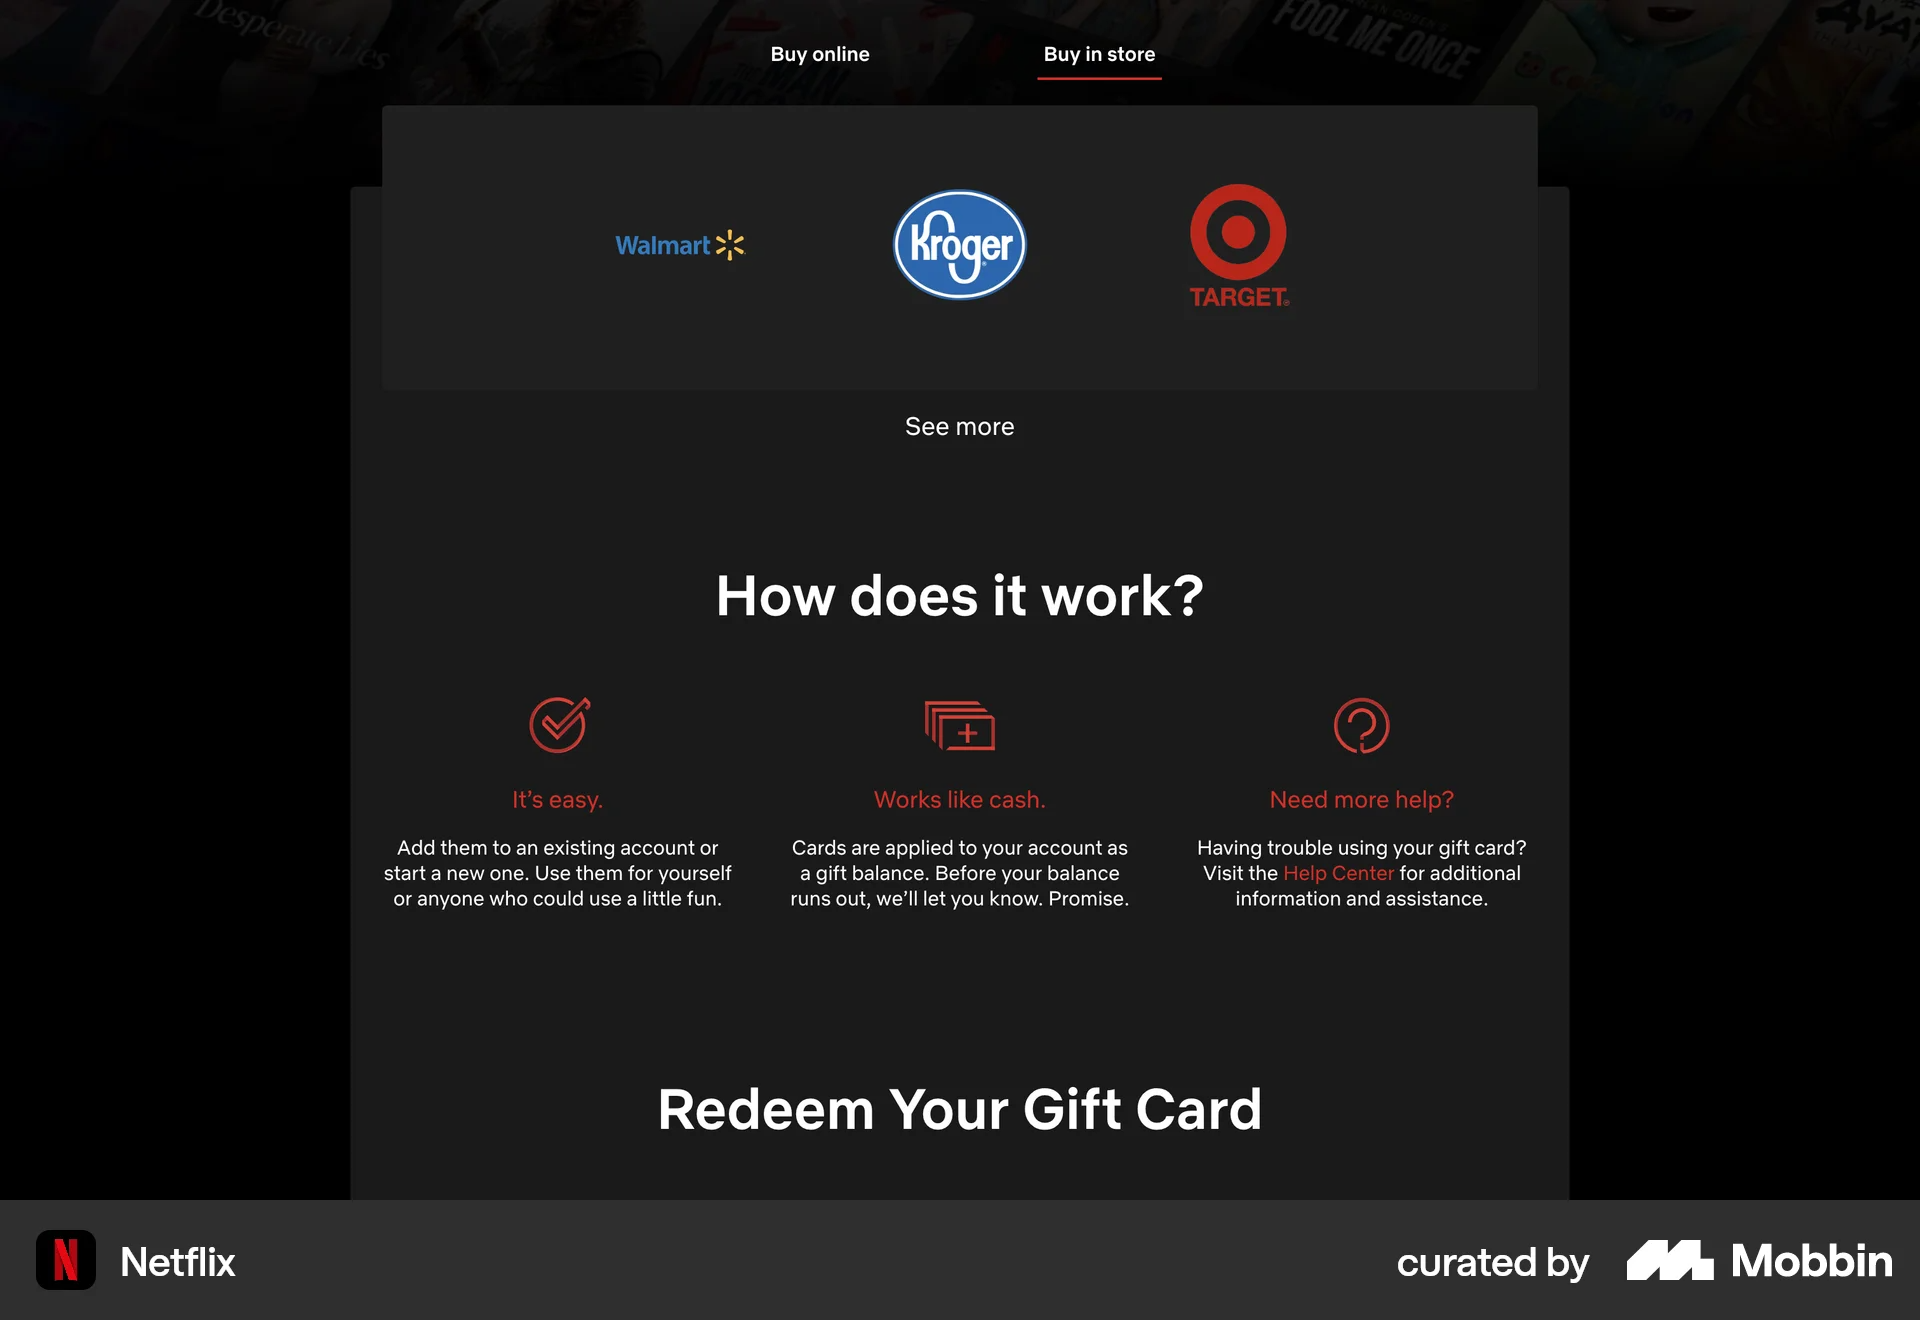 Desperate Lies
FOOL ME ONCE
Buy online
Buy in store
Walmart
Kroger
TARGET
See more
How does it work?
It's easy.
Add them to an existing account or
start a new one. Use them for yourself
or anyone who could use a little fun.
Works like cash.
Cards are applied to your account as
a gift balance. Before your balance
runs out, we'll let you know. Promise.
Need more help?
Having trouble using your gift card?
Visit the Help Center for additional
information and assistance.
Redeem Your Gift Card
Netflix
curated by Mobbin